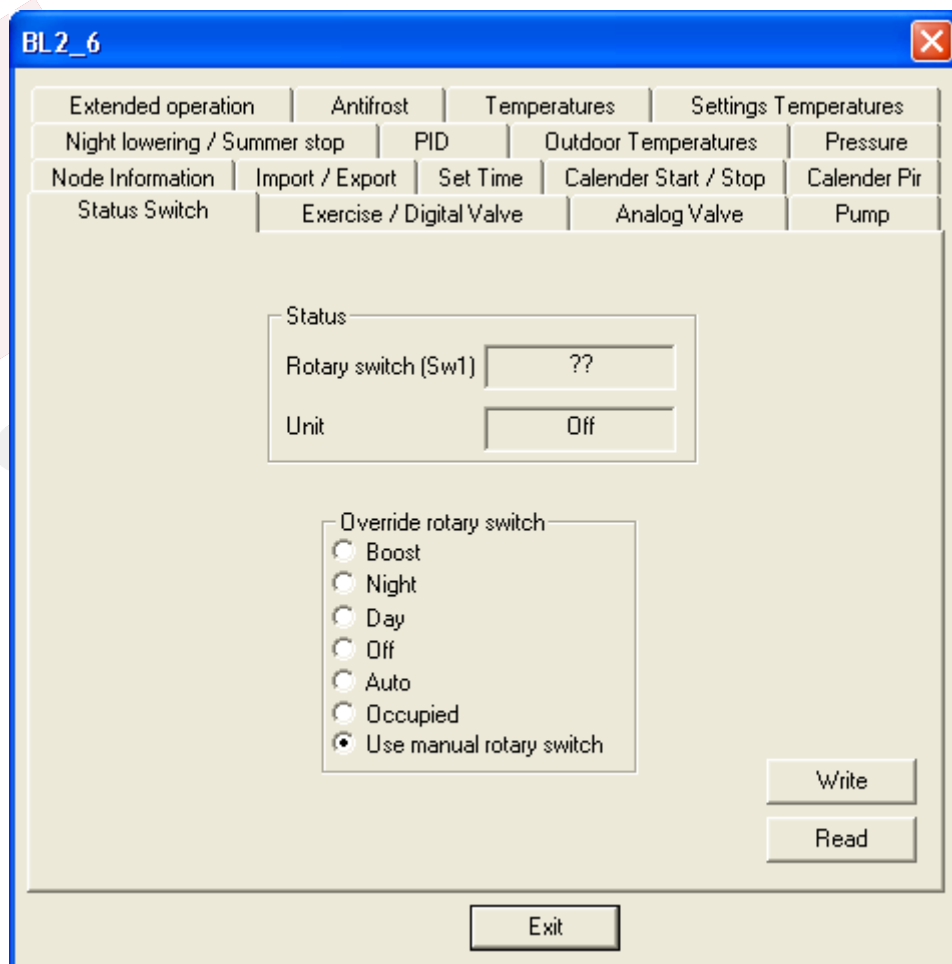 BL2_6
Extended operation Antifrost Temperatures Settings Temperatures
Night lowering / Summer stop PID Outdoor Temperatures Pressure
Node Information Import / Export Set Time Calender Start / Stop Calender Pir
Status Switch Exercise / Digital Valve Analog Valve Pump
Status
Rotary switch (Sw1) ??
Unit Off
Override rotary switch
Boost
Night
Day
Off
Auto
Occupied
Use manual rotary switch
Write
Read
Exit